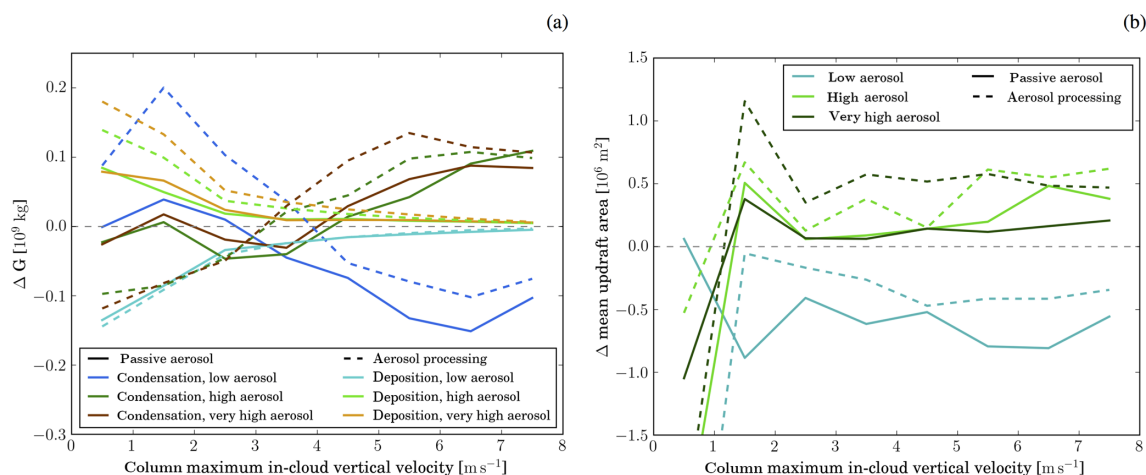 (a)
0.2
0.1
0.0
−0.1
−0.2
−0.3
Δ G [10⁹ kg]
Passive aerosol
Aerosol processing
Condensation, low aerosol
Deposition, low aerosol
Condensation, high aerosol
Deposition, high aerosol
Condensation, very high aerosol
Deposition, very high aerosol
0 1 2 3 4 5 6 7 8
Column maximum in-cloud vertical velocity [m s⁻¹]
(b)
1.5
1.0
0.5
0.0
−0.5
−1.0
−1.5
Δ mean updraft area [10⁶ m²]
Low aerosol
Passive aerosol
High aerosol
Aerosol processing
Very high aerosol
0 1 2 3 4 5 6 7 8
Column maximum in-cloud vertical velocity [m s⁻¹]